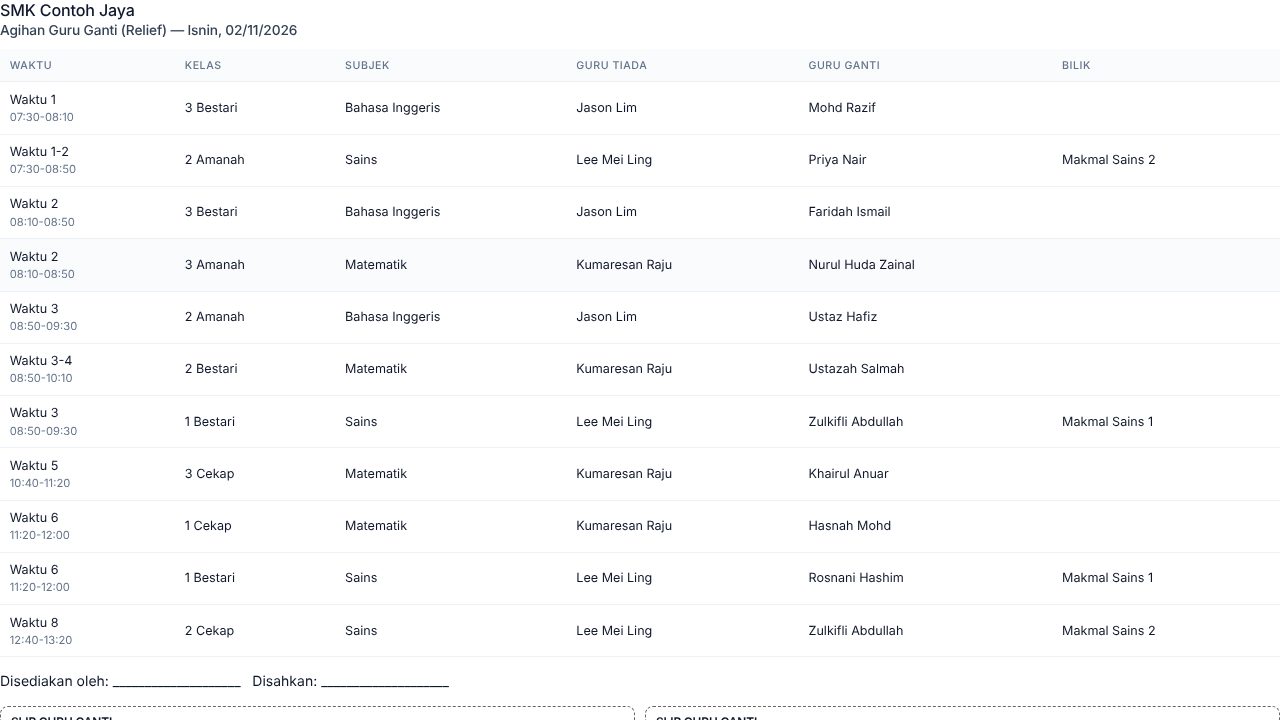 SMK Contoh Jaya
Agihan Guru Ganti (Relief) — Isnin, 02/11/2026
WAKTU KELAS SUBJEK GURU TIADA GURU GANTI BILIK
Waktu 1
07:30-08:10
3 Bestari Bahasa Inggeris Jason Lim Mohd Razif
Waktu 1-2
07:30-08:50
2 Amanah Sains Lee Mei Ling Priya Nair Makmal Sains 2
Waktu 2
08:10-08:50
3 Bestari Bahasa Inggeris Jason Lim Faridah Ismail
Waktu 2
08:10-08:50
3 Amanah Matematik Kumaresan Raju Nurul Huda Zainal
Waktu 3
08:50-09:30
2 Amanah Bahasa Inggeris Jason Lim Ustaz Hafiz
Waktu 3-4
08:50-10:10
2 Bestari Matematik Kumaresan Raju Ustazah Salmah
Waktu 3
08:50-09:30
1 Bestari Sains Lee Mei Ling Zulkifli Abdullah Makmal Sains 1
Waktu 5
10:40-11:20
3 Cekap Matematik Kumaresan Raju Khairul Anuar
Waktu 6
11:20-12:00
1 Cekap Matematik Kumaresan Raju Hasnah Mohd
Waktu 6
11:20-12:00
1 Bestari Sains Lee Mei Ling Rosnani Hashim Makmal Sains 1
Waktu 8
12:40-13:20
2 Cekap Sains Lee Mei Ling Zulkifli Abdullah Makmal Sains 2
Disediakan oleh: ____________________ Disahkan: ____________________
SLIP GURU GANTI SLIP GURU GANTI